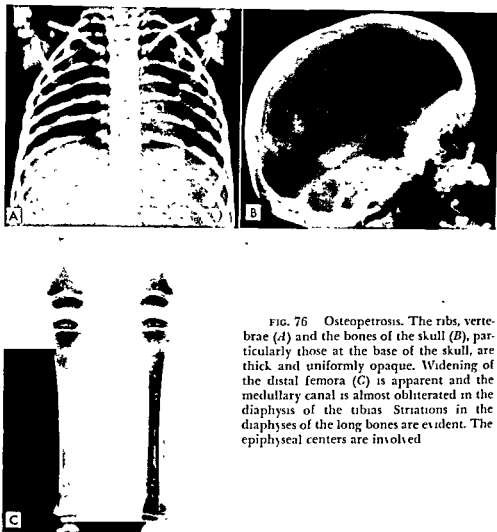 A
B
C
FIG. 76 Osteopetrosis. The ribs, verte-
brae (A) and the bones of the skull (B), par-
ticularly those at the base of the skull, are
thick and uniformly opaque. Widening of
the distal femora (C) is apparent and the
medullary canal is almost obliterated in the
diaphysis of the tibias Striations in the
diaphyses of the long bones are evident. The
epiphyseal centers are involved